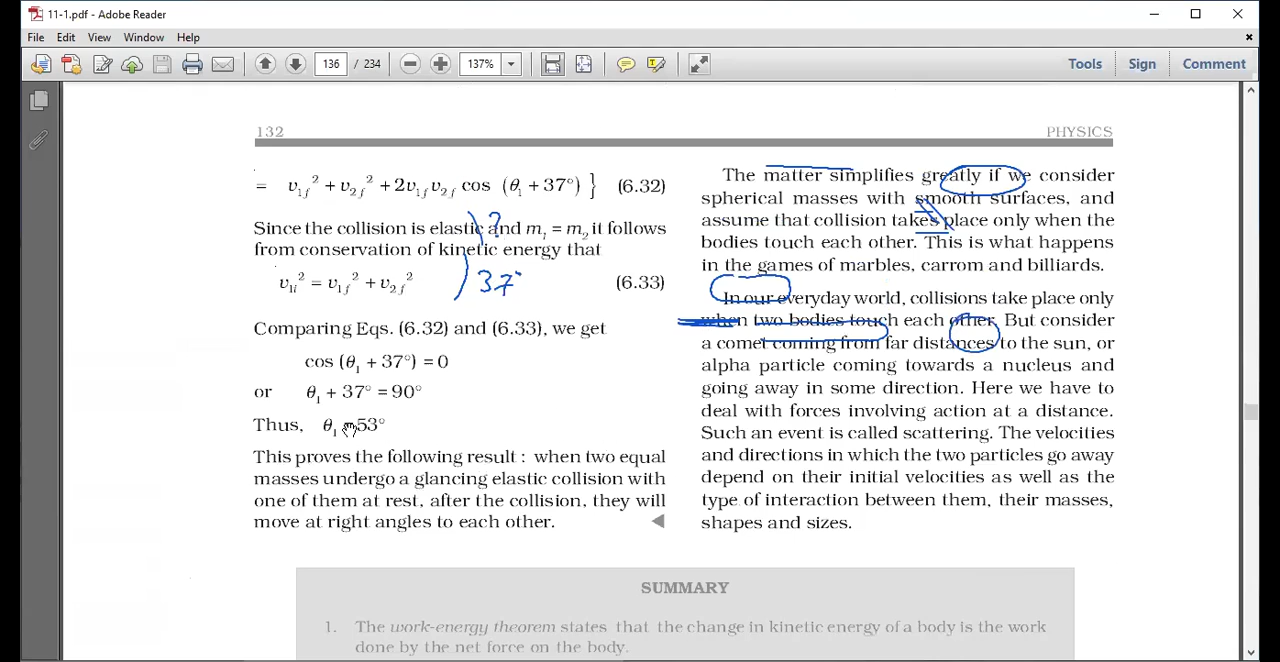 11-1.pdf - Adobe Reader
File Edit View Window Help
136 / 234 137% Tools Sign Comment
132 PHYSICS
= υ₁f² + υ₂f² + 2υ₁fυ₂f cos (θ₁ + 37°) } (6.32)
Since the collision is elastic and m₁ = m₂ it follows
from conservation of kinetic energy that
υ₁ᵢ² = υ₁f² + υ₂f² (6.33)
?
37°
Comparing Eqs. (6.32) and (6.33), we get
cos (θ₁ + 37°) = 0
or θ₁ + 37° = 90°
Thus, θ₁ 53°
This proves the following result : when two equal
masses undergo a glancing elastic collision with
one of them at rest, after the collision, they will
move at right angles to each other.
The matter simplifies greatly if we consider
spherical masses with smooth surfaces, and
assume that collision takes place only when the
bodies touch each other. This is what happens
in the games of marbles, carrom and billiards.
In our everyday world, collisions take place only
when two bodies touch each other. But consider
a comet coming from far distances to the sun, or
alpha particle coming towards a nucleus and
going away in some direction. Here we have to
deal with forces involving action at a distance.
Such an event is called scattering. The velocities
and directions in which the two particles go away
depend on their initial velocities as well as the
type of interaction between them, their masses,
shapes and sizes.
SUMMARY
1. The work-energy theorem states that the change in kinetic energy of a body is the work
done by the net force on the body.